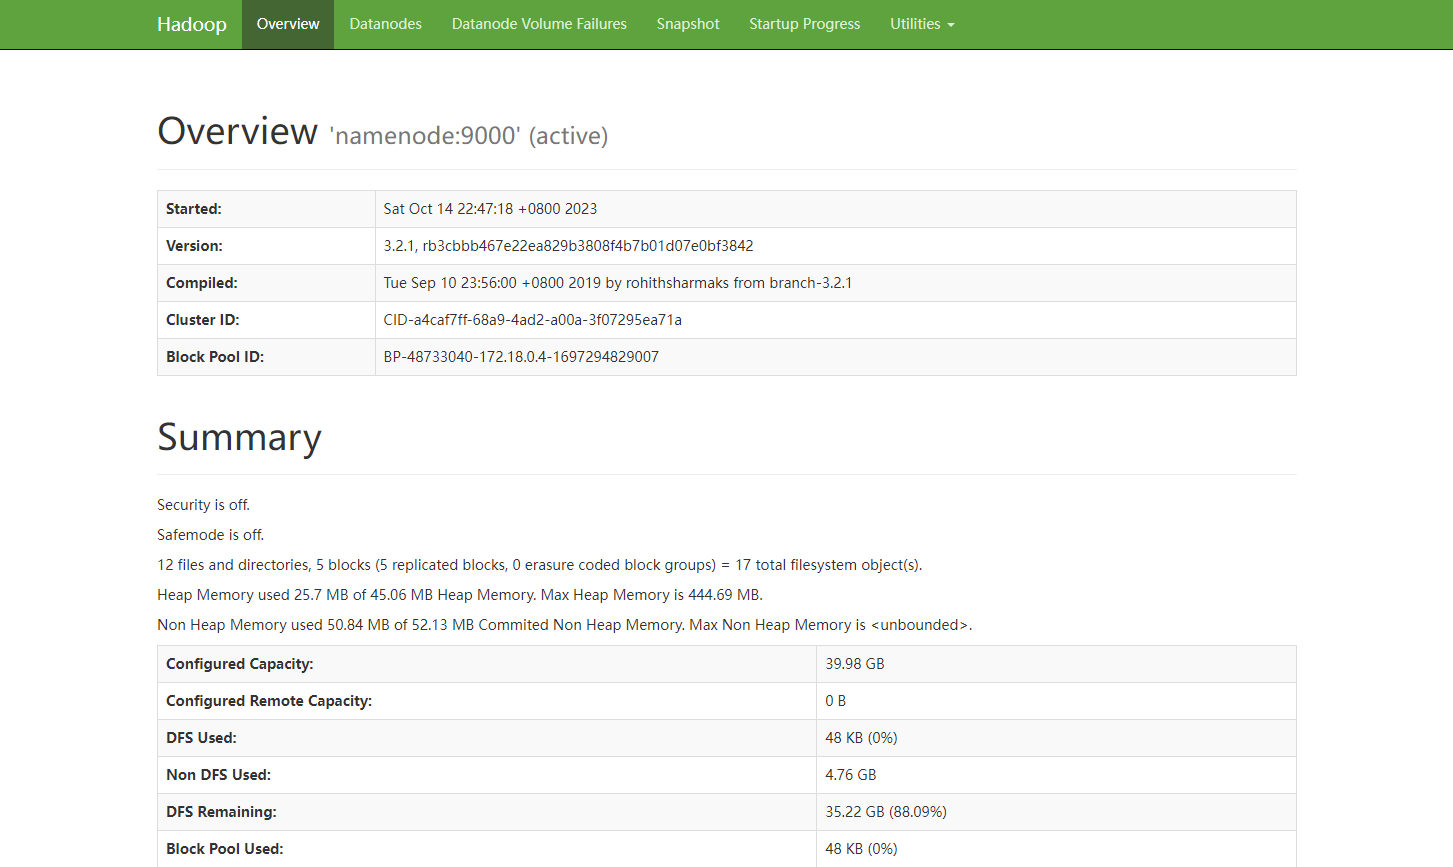 Hadoop Overview Datanodes Datanode Volume Failures Snapshot Startup Progress Utilities
Overview 'namenode:9000' (active)
Started: Sat Oct 14 22:47:18 +0800 2023
Version: 3.2.1, rb3cbbb467e22ea829b3808f4b7b01d07e0bf3842
Compiled: Tue Sep 10 23:56:00 +0800 2019 by rohithsharmaks from branch-3.2.1
Cluster ID: CID-a4caf7ff-68a9-4ad2-a00a-3f07295ea71a
Block Pool ID: BP-48733040-172.18.0.4-1697294829007
Summary
Security is off.
Safemode is off.
12 files and directories, 5 blocks (5 replicated blocks, 0 erasure coded block groups) = 17 total filesystem object(s).
Heap Memory used 25.7 MB of 45.06 MB Heap Memory. Max Heap Memory is 444.69 MB.
Non Heap Memory used 50.84 MB of 52.13 MB Commited Non Heap Memory. Max Non Heap Memory is <unbounded>.
Configured Capacity: 39.98 GB
Configured Remote Capacity: 0 B
DFS Used: 48 KB (0%)
Non DFS Used: 4.76 GB
DFS Remaining: 35.22 GB (88.09%)
Block Pool Used: 48 KB (0%)